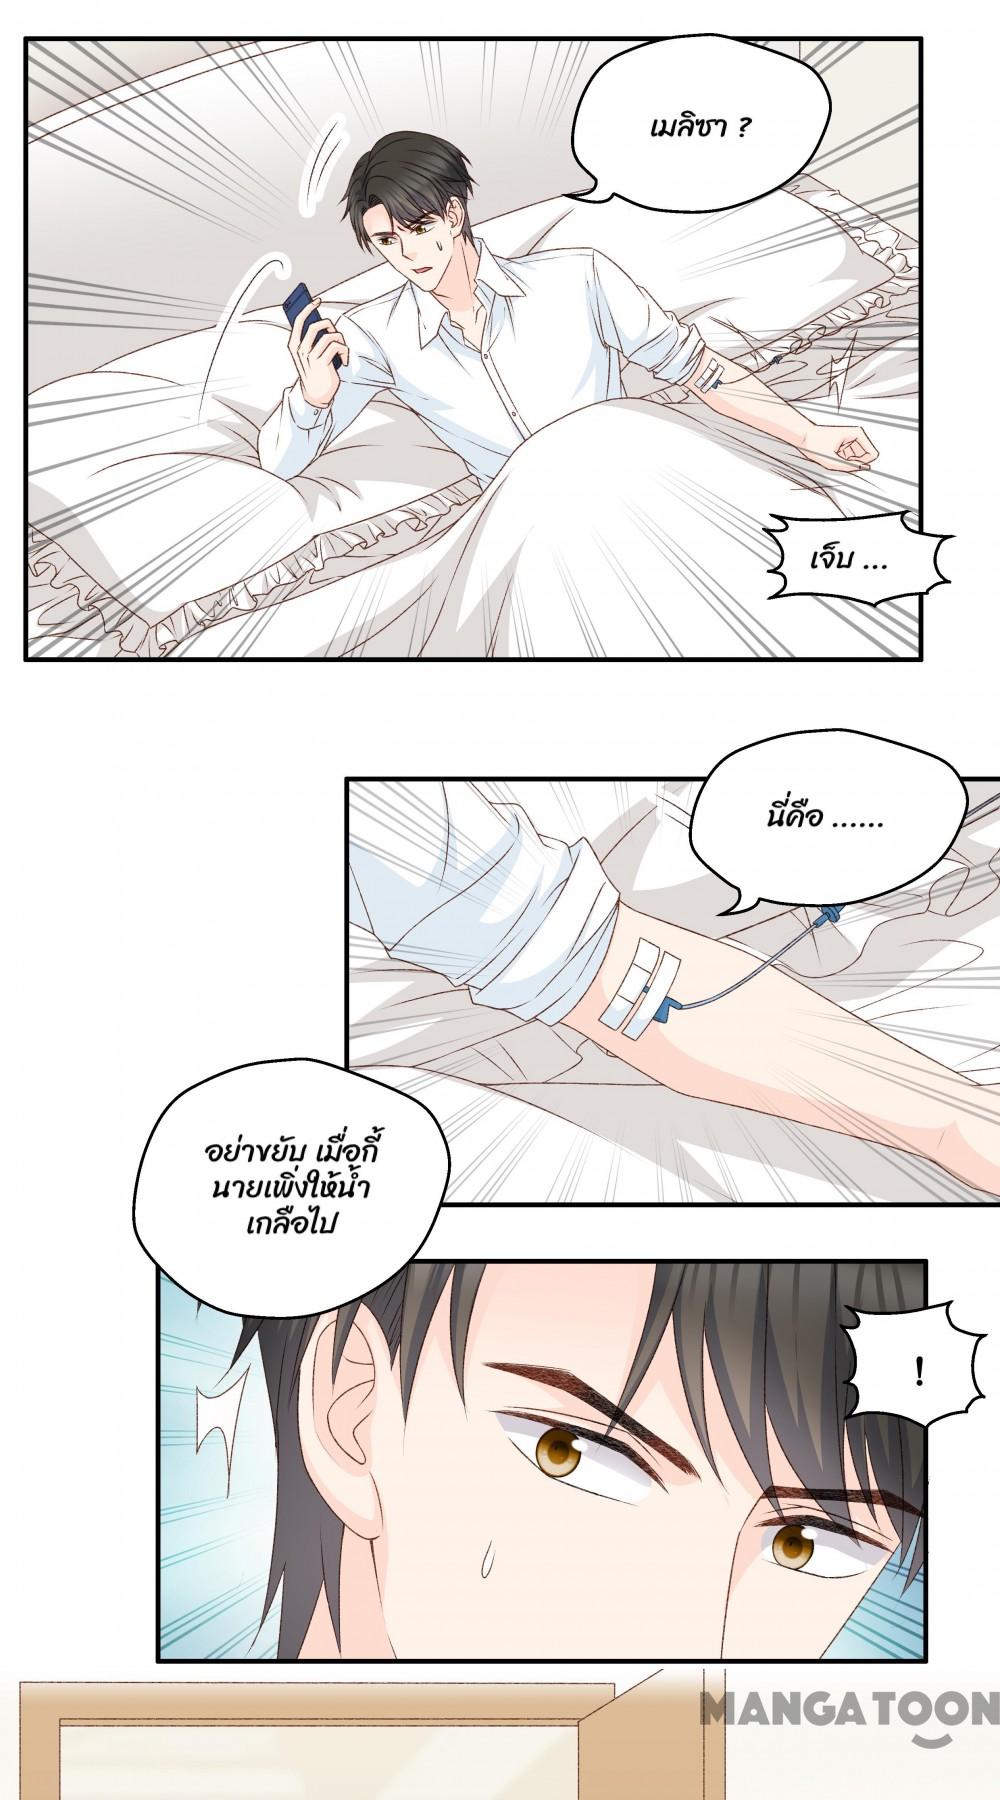 เมลิซา ?
เจ็บ ...
นี่คือ ......
อย่าขยับ เมื่อกี้
นายเพิ่งให้น้ำ
เกลือไป
!
MANGATOON